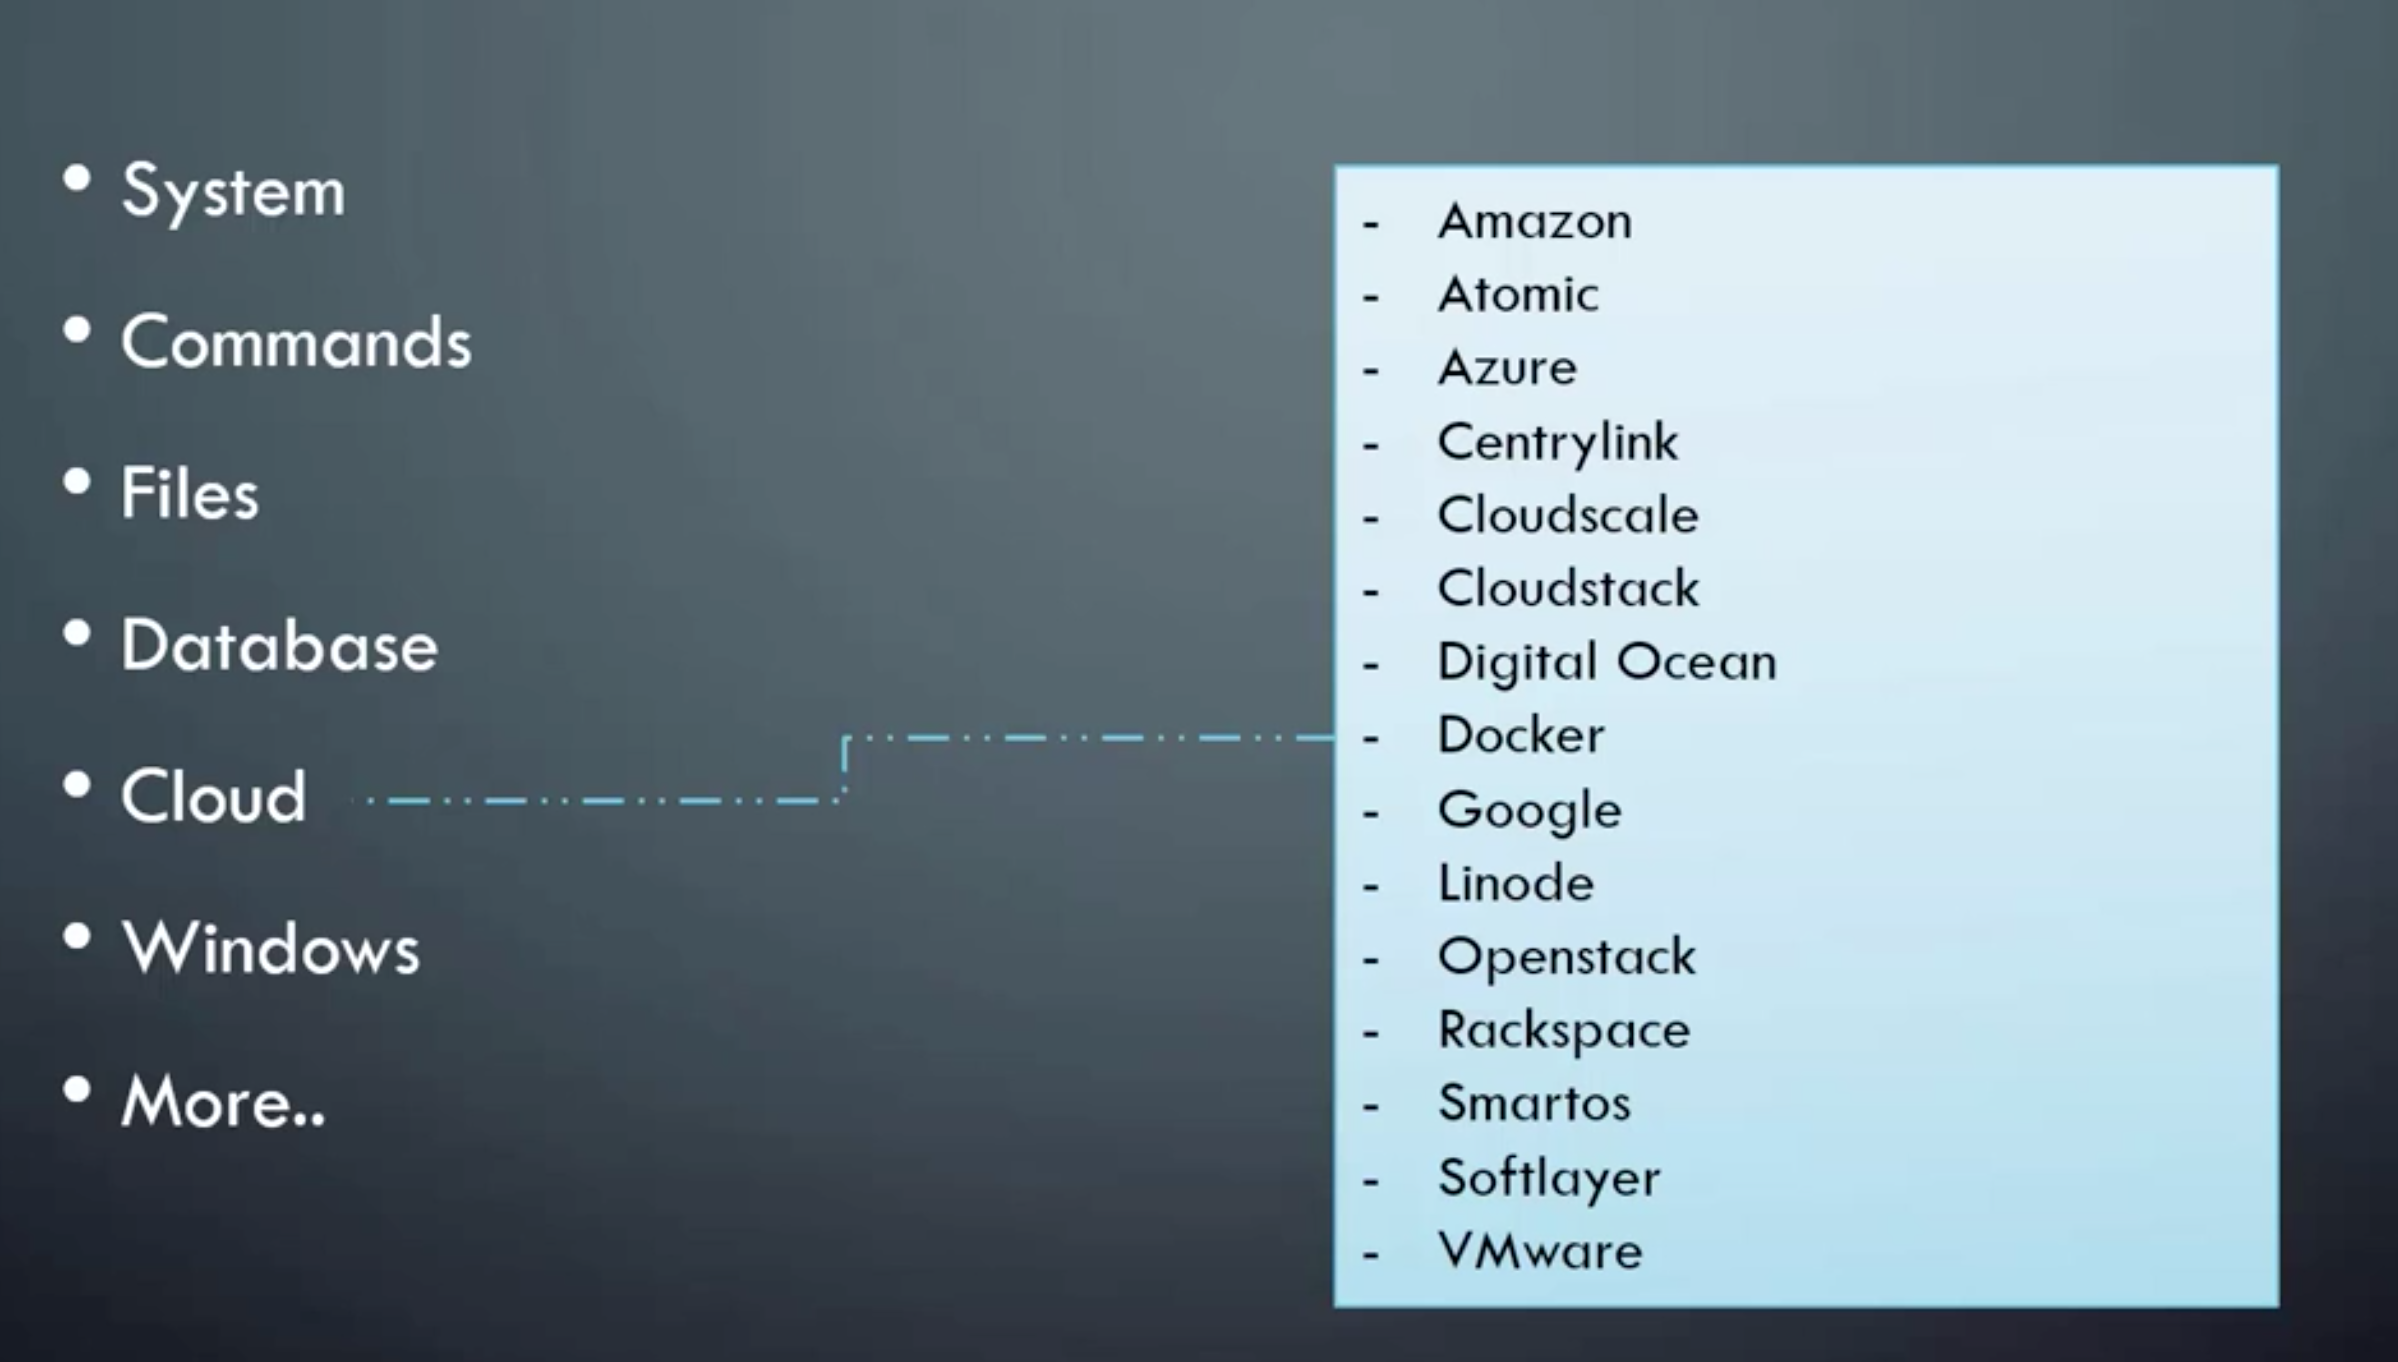 • System
• Commands
• Files
• Database
• Cloud
• Windows
• More..
- Amazon
- Atomic
- Azure
- Centrylink
- Cloudscale
- Cloudstack
- Digital Ocean
- Docker
- Google
- Linode
- Openstack
- Rackspace
- Smartos
- Softlayer
- VMware